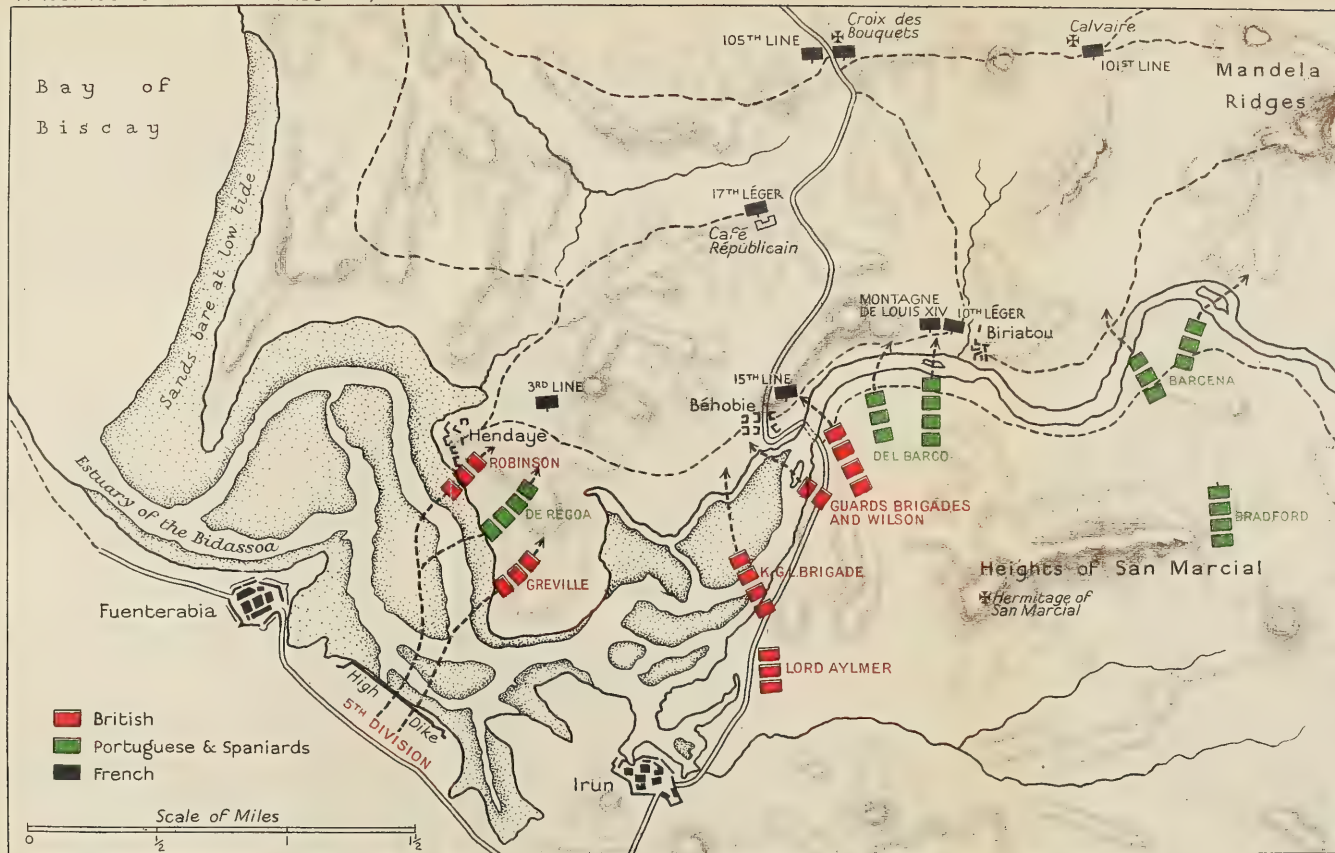 105TH LINE
Croix des
Bouquets
Calvaire
101ST LINE
Mandela
Ridges
Bay of
Biscay
Sands bare at low tide
17TH LÉGER
Café
Républicain
MONTAGNE
DE LOUIS XIV
10TH LÉGER
Biriatou
3RD LINE
15TH LINE
Béhobie
BARCENA
Hendaye
ROBINSON
DEL BARCO
DE REGOA
GUARDS BRIGADES
AND WILSON
BRADFORD
Estuary of the Bidassoa
GREVILLE
K.G.L. BRIGADE
Heights of San Marcial
Hermitage of
San Marcial
Fuenterabia
LORD AYLMER
High Dike
5TH DIVISION
British
Portuguese & Spaniards
French
Irun
Scale of Miles
0 ½ 1 1½